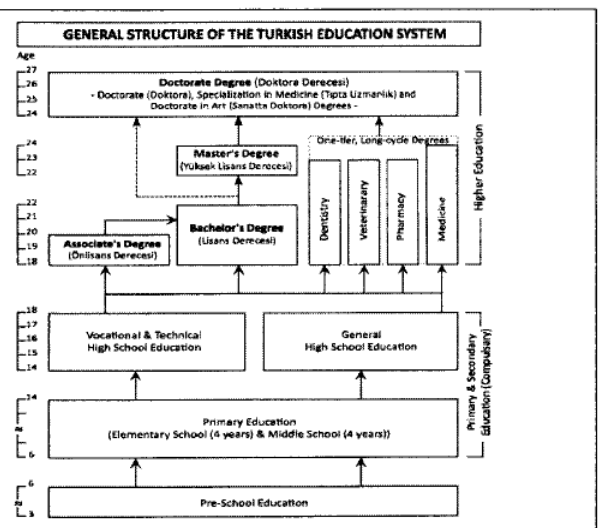 GENERAL STRUCTURE OF THE TURKISH EDUCATION SYSTEM
Age
27
26
25
24
Doctorate Degree (Doktora Derecesi)
- Doctorate (Doktora), Specialization in Medicine (Tıpta Uzmanlık) and
Doctorate in Art (Sanatta Doktora) Degrees -
24
23
22
Master's Degree
(Yüksek Lisans Derecesi)
One-tier, Long-cycle Degrees
22
21
20
19
18
Associate's Degree
(Önlisans Derecesi)
Bachelor's Degree
(Lisans Derecesi)
Dentistry
Veterinarary
Pharmacy
Medicine
Higher Education
18
17
16
15
14
Vocational & Technical
High School Education
General
High School Education
14
≈
6
Primary Education
(Elementary School (4 years) & Middle School (4 years))
Primary & Secondary
Education (Compulsary)
6
≈
3
Pre-School Education